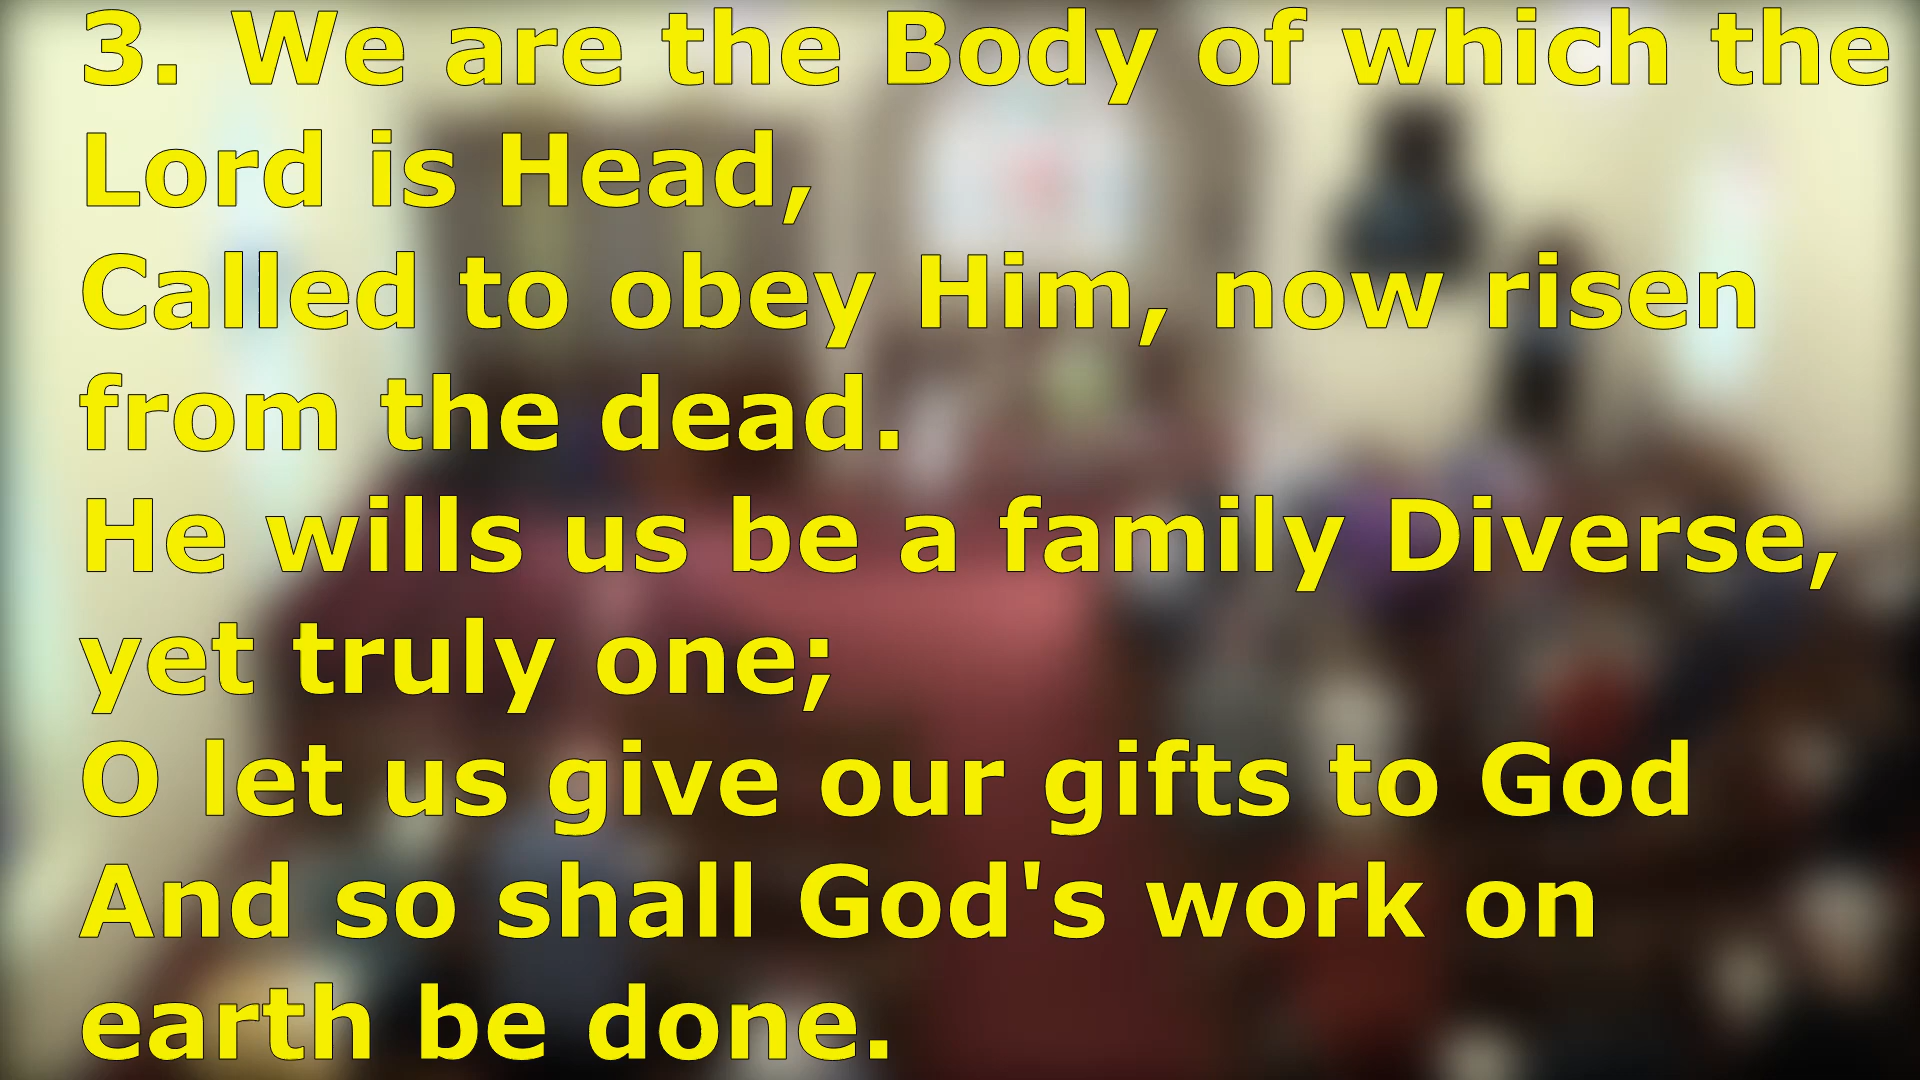 3. We are the Body of which the
Lord is Head,
Called to obey Him, now risen
from the dead.
He wills us be a family Diverse,
yet truly one;
O let us give our gifts to God
And so shall God's work on
earth be done.